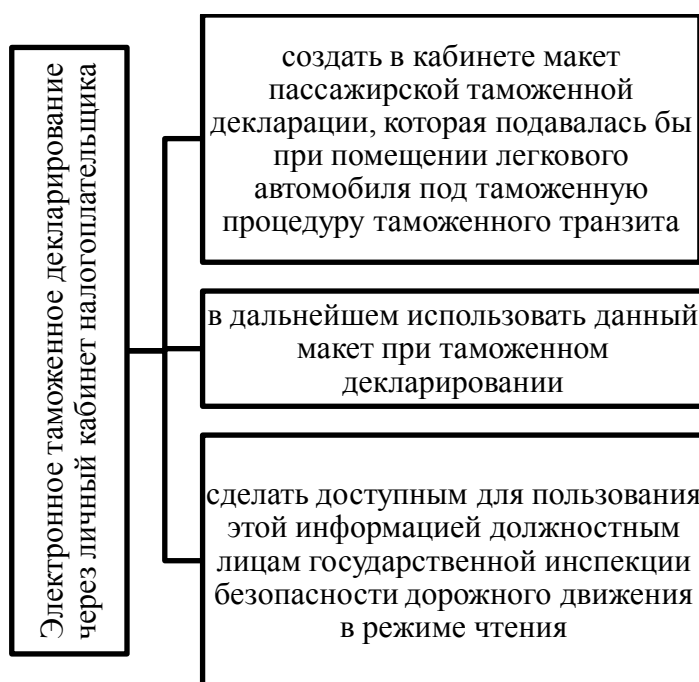 Электронное таможенное декларирование
через личный кабинет налогоплательщика
создать в кабинете макет
пассажирской таможенной
декларации, которая подавалась бы
при помещении легкового
автомобиля под таможенную
процедуру таможенного транзита
в дальнейшем использовать данный
макет при таможенном
декларировании
сделать доступным для пользования
этой информацией должностным
лицам государственной инспекции
безопасности дорожного движения
в режиме чтения